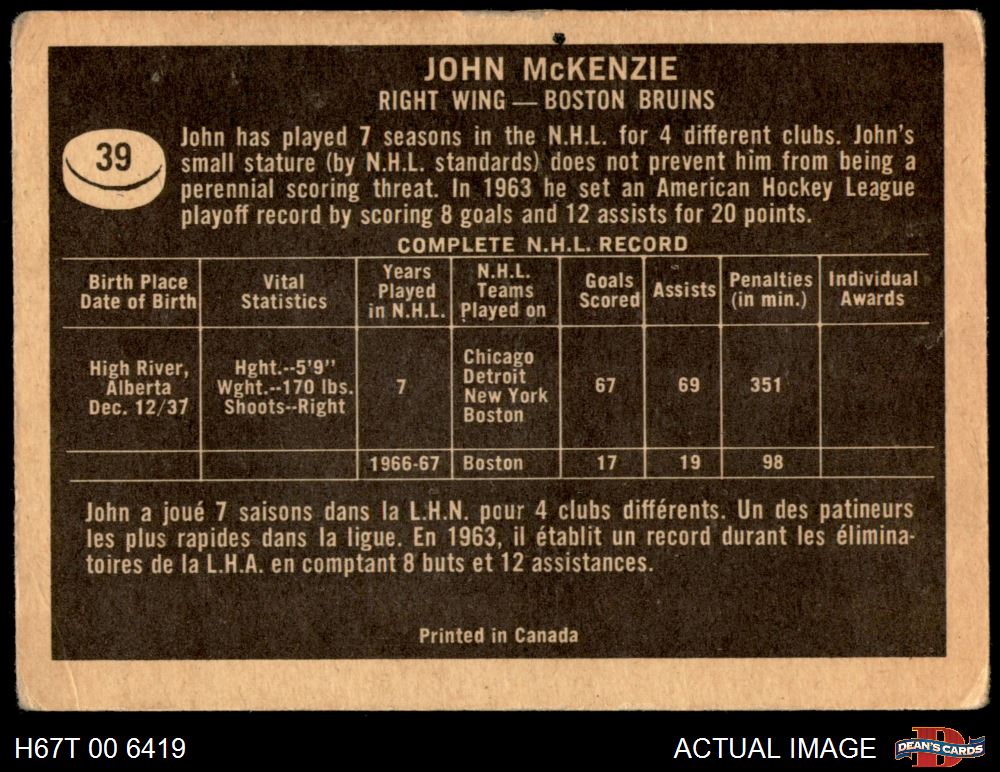 JOHN McKENZIE
RIGHT WING — BOSTON BRUINS
39
John has played 7 seasons in the N.H.L. for 4 different clubs. John's
small stature (by N.H.L. standards) does not prevent him from being a
perennial scoring threat. In 1963 he set an American Hockey League
playoff record by scoring 8 goals and 12 assists for 20 points.
COMPLETE N.H.L. RECORD
Birth Place
Date of Birth
Vital
Statistics
Years
Played
in N.H.L.
N.H.L.
Teams
Played on
Goals
Scored
Assists
Penalties
(in min.)
Individual
Awards
High River,
Alberta
Dec. 12/37
Hght.--5'9"
Wght.--170 lbs.
Shoots--Right
7
Chicago
Detroit
New York
Boston
67
69
351
1966-67
Boston
17
19
98
John a joué 7 saisons dans la L.H.N. pour 4 clubs différents. Un des patineurs
les plus rapides dans la ligue. En 1963, il établit un record durant les élimina-
toires de la L.H.A. en comptant 8 buts et 12 assistances.
Printed in Canada
H67T 00 6419
ACTUAL IMAGE
D
DEAN'S CARDS